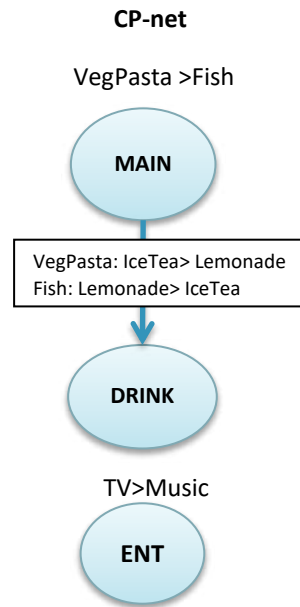 CP-net
VegPasta >Fish
MAIN
VegPasta: IceTea> Lemonade
Fish: Lemonade> IceTea
DRINK
TV>Music
ENT